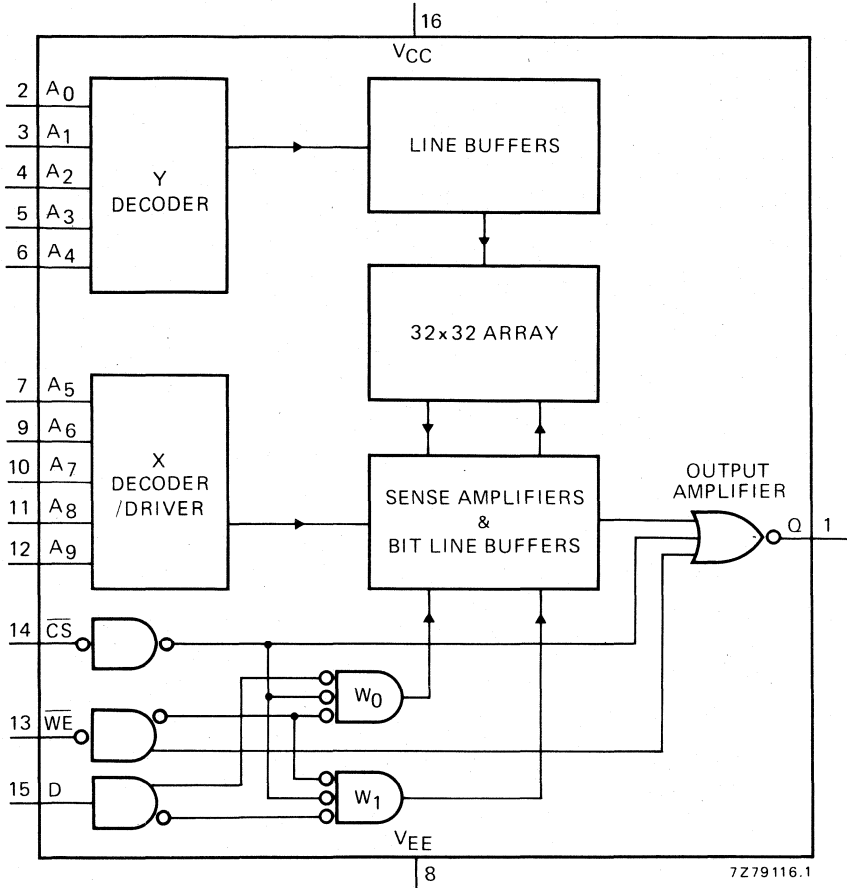 16
VCC
2 A0
3 A1
4 A2
5 A3
6 A4
Y
DECODER
LINE BUFFERS
32x32 ARRAY
7 A5
9 A6
10 A7
11 A8
12 A9
X
DECODER
/DRIVER
SENSE AMPLIFIERS
&
BIT LINE BUFFERS
OUTPUT
AMPLIFIER
Q 1
14 C̅S̅
W0
13 W̅E̅
15 D
W1
VEE
8
7Z79116.1